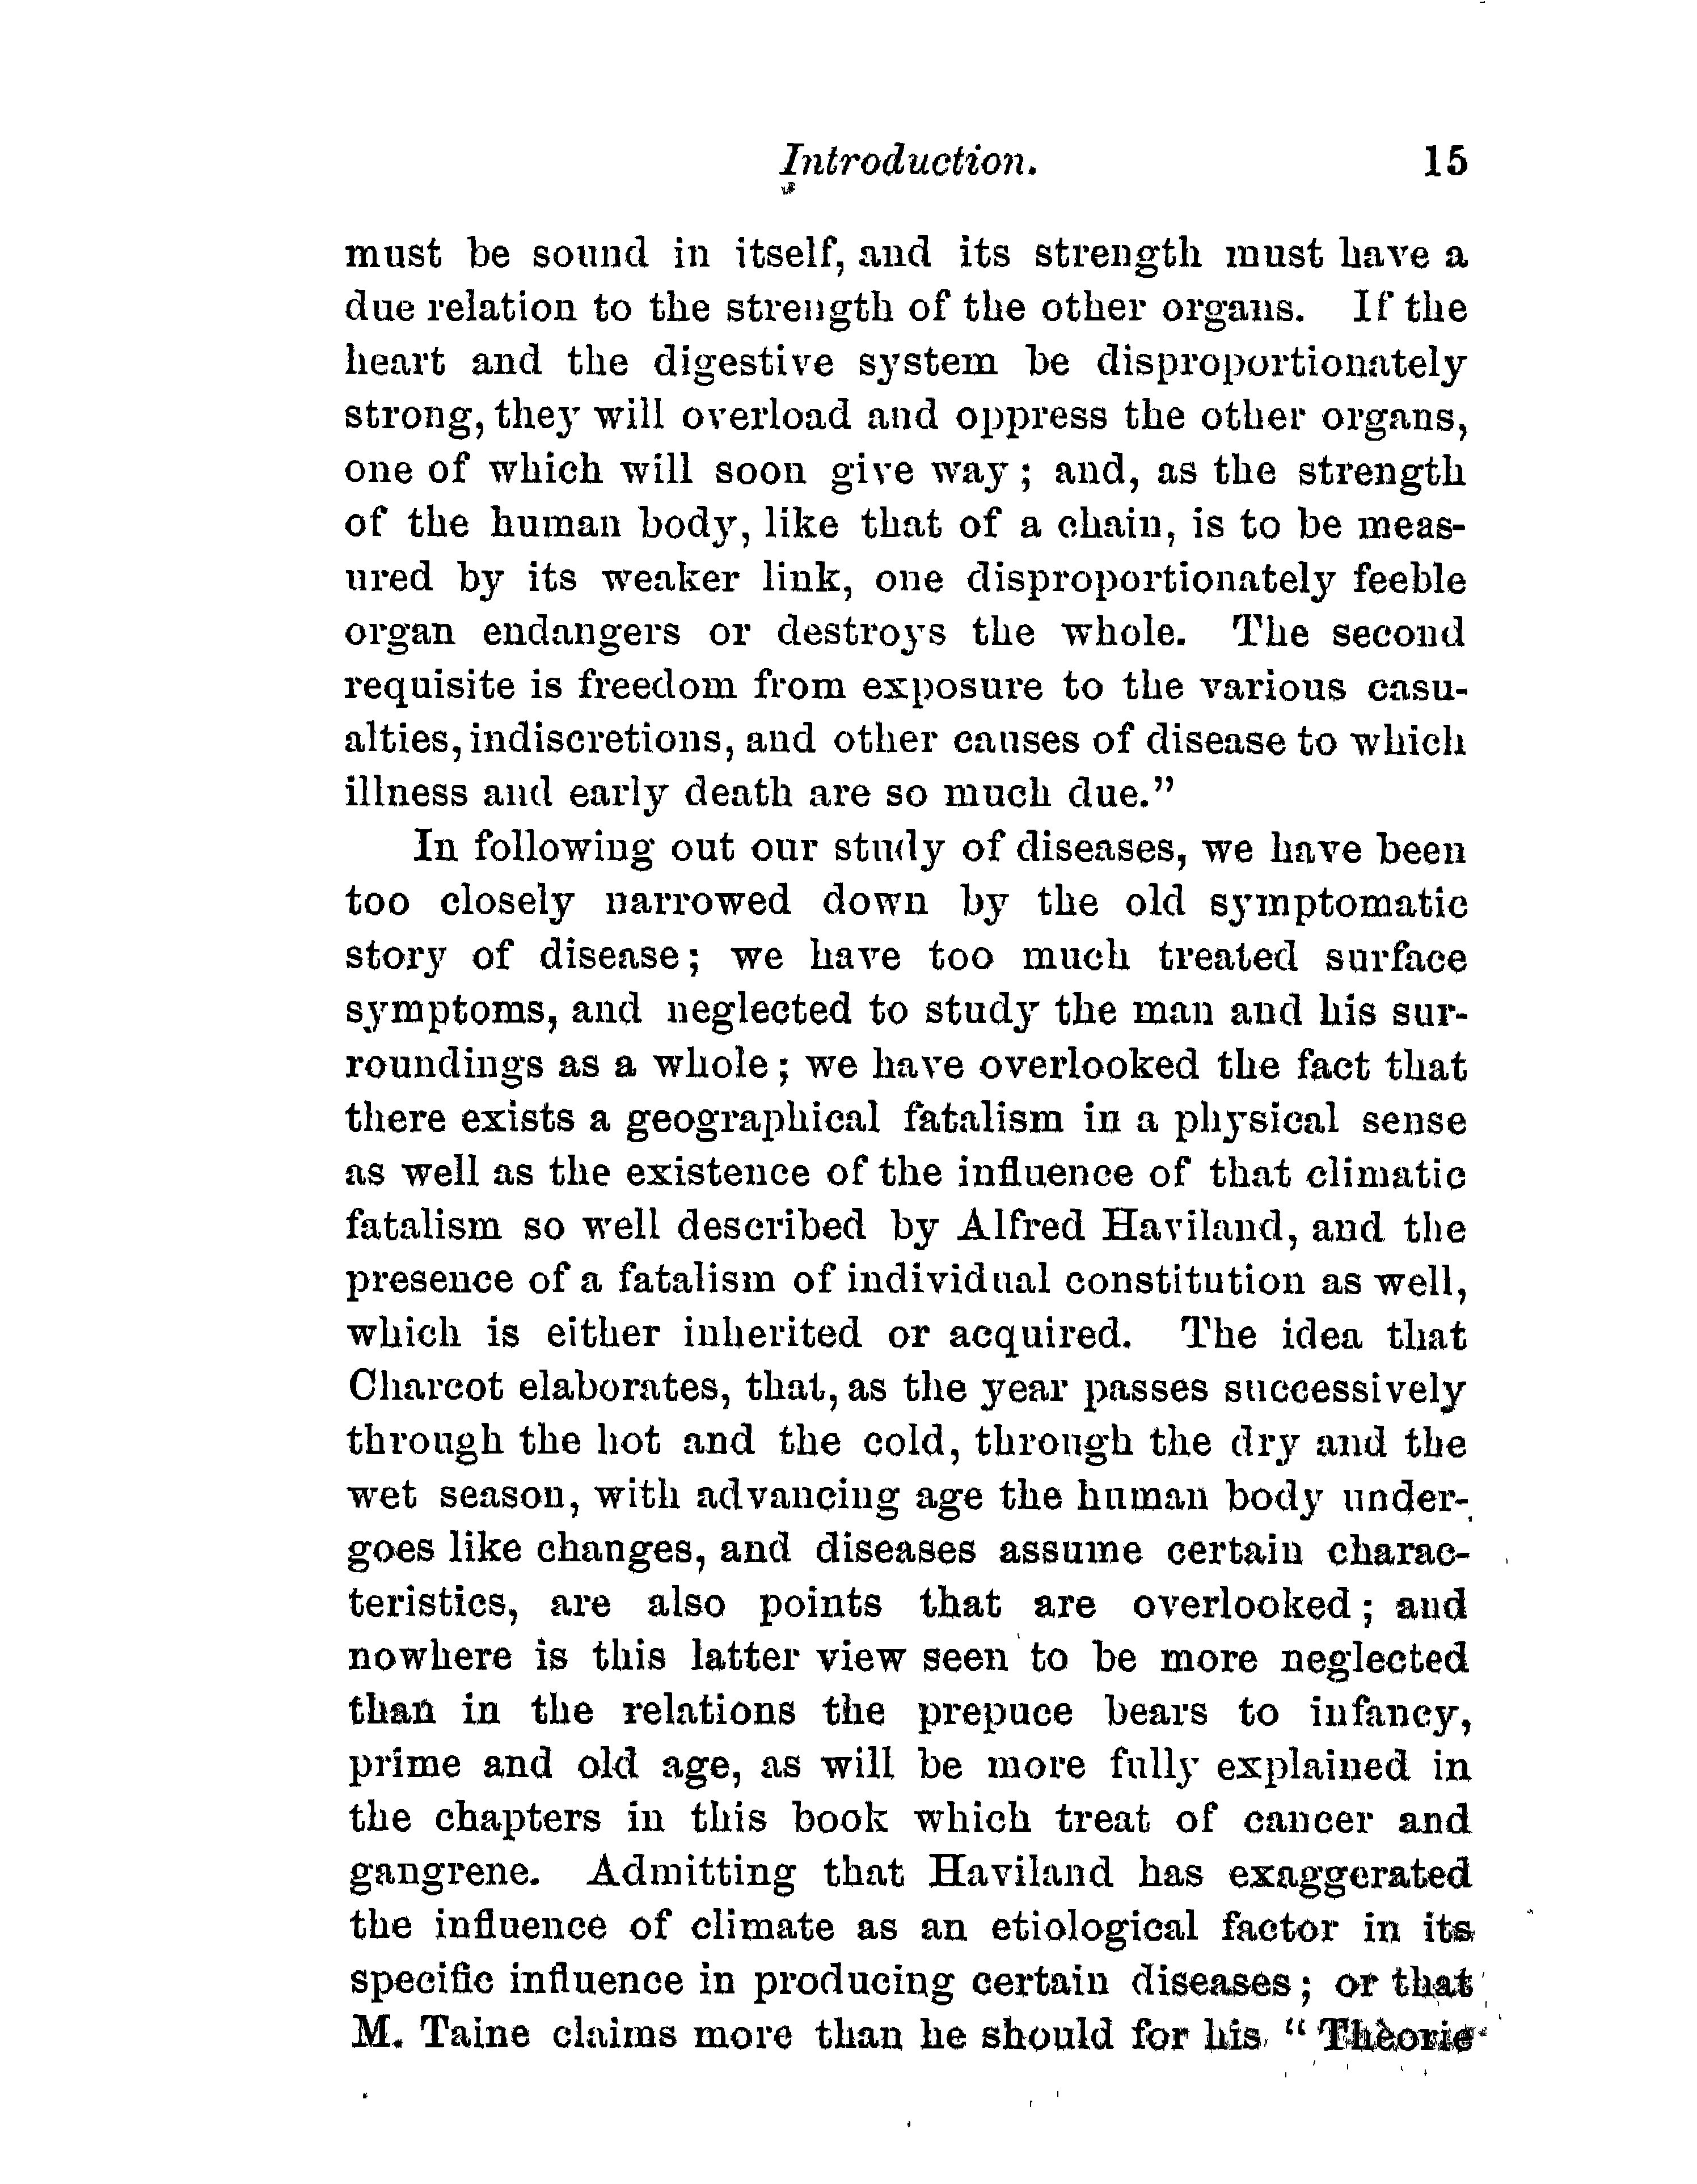 Introduction. 15
must be sound in itself, and its strength must have a
due relation to the strength of the other organs. If the
heart and the digestive system be disproportionately
strong, they will overload and oppress the other organs,
one of which will soon give way; and, as the strength
of the human body, like that of a chain, is to be meas-
ured by its weaker link, one disproportionately feeble
organ endangers or destroys the whole. The second
requisite is freedom from exposure to the various casu-
alties, indiscretions, and other causes of disease to which
illness and early death are so much due."
In following out our study of diseases, we have been
too closely narrowed down by the old symptomatic
story of disease; we have too much treated surface
symptoms, and neglected to study the man and his sur-
roundings as a whole; we have overlooked the fact that
there exists a geographical fatalism in a physical sense
as well as the existence of the influence of that climatic
fatalism so well described by Alfred Haviland, and the
presence of a fatalism of individual constitution as well,
which is either inherited or acquired. The idea that
Charcot elaborates, that, as the year passes successively
through the hot and the cold, through the dry and the
wet season, with advancing age the human body under-
goes like changes, and diseases assume certain charac-
teristics, are also points that are overlooked; and
nowhere is this latter view seen to be more neglected
than in the relations the prepuce bears to infancy,
prime and old age, as will be more fully explained in
the chapters in this book which treat of cancer and
gangrene. Admitting that Haviland has exaggerated
the influence of climate as an etiological factor in its
specific influence in producing certain diseases; or that
M. Taine claims more than he should for his "Thèorie